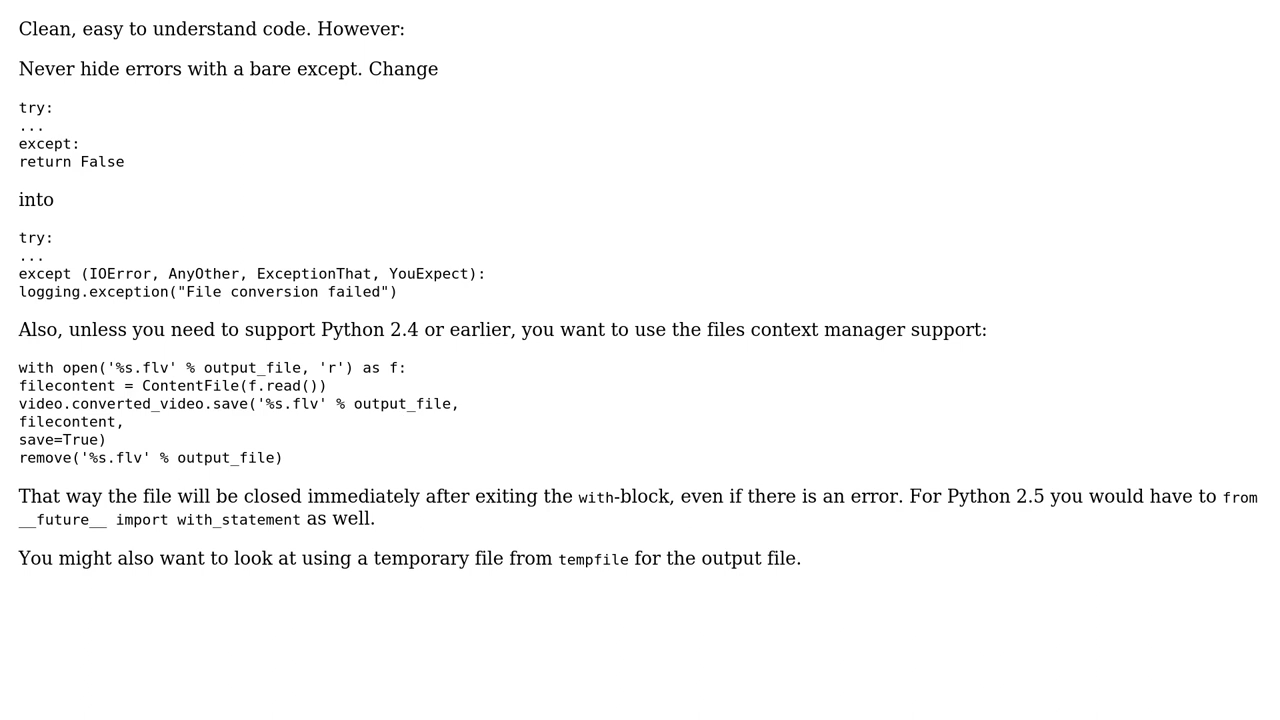 Clean, easy to understand code. However:
Never hide errors with a bare except. Change
try:
...
except:
return False
into
try:
...
except (IOError, AnyOther, ExceptionThat, YouExpect):
logging.exception("File conversion failed")
Also, unless you need to support Python 2.4 or earlier, you want to use the files context manager support:
with open('%s.flv' % output_file, 'r') as f:
filecontent = ContentFile(f.read())
video.converted_video.save('%s.flv' % output_file,
filecontent,
save=True)
remove('%s.flv' % output_file)
That way the file will be closed immediately after exiting the with-block, even if there is an error. For Python 2.5 you would have to from
__future__ import with_statement as well.
You might also want to look at using a temporary file from tempfile for the output file.